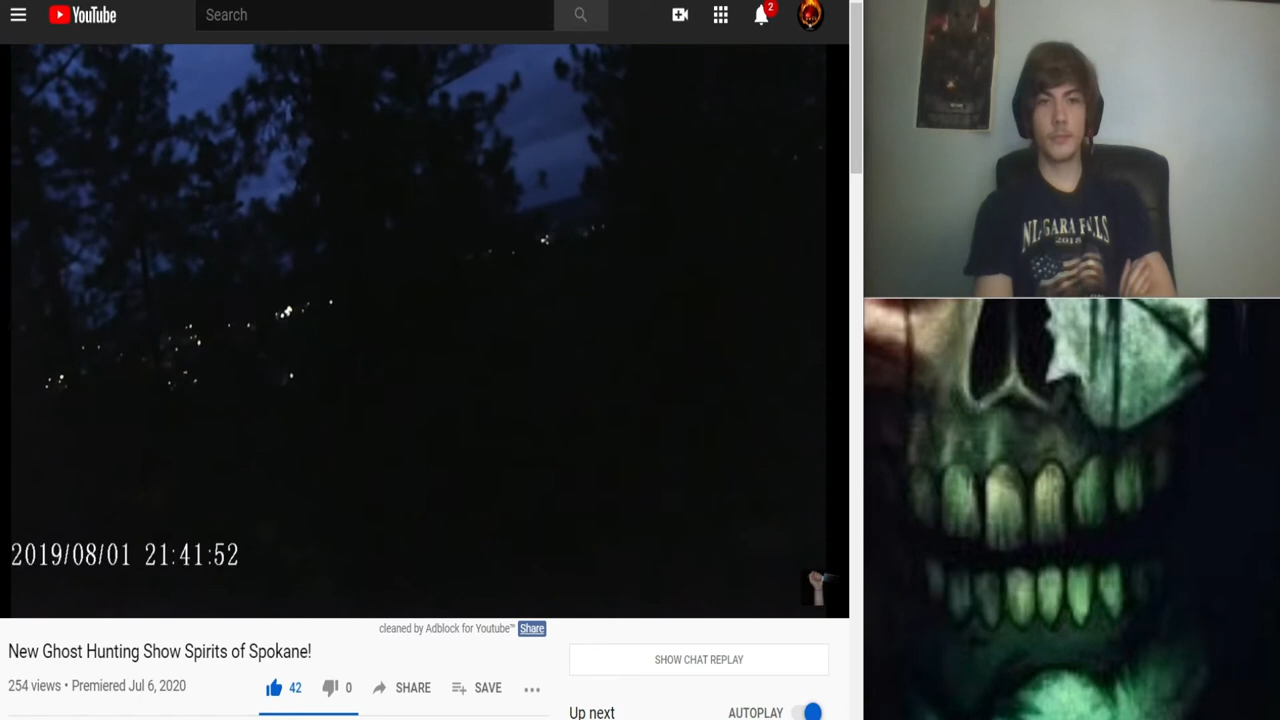 YouTube
Search
2
2019/08/01 21:41:52
cleaned by Adblock for Youtube™ Share
New Ghost Hunting Show Spirits of Spokane!
254 views • Premiered Jul 6, 2020
42
0
SHARE
SAVE
SHOW CHAT REPLAY
Up next
AUTOPLAY
NIAGARA FALLS
2018